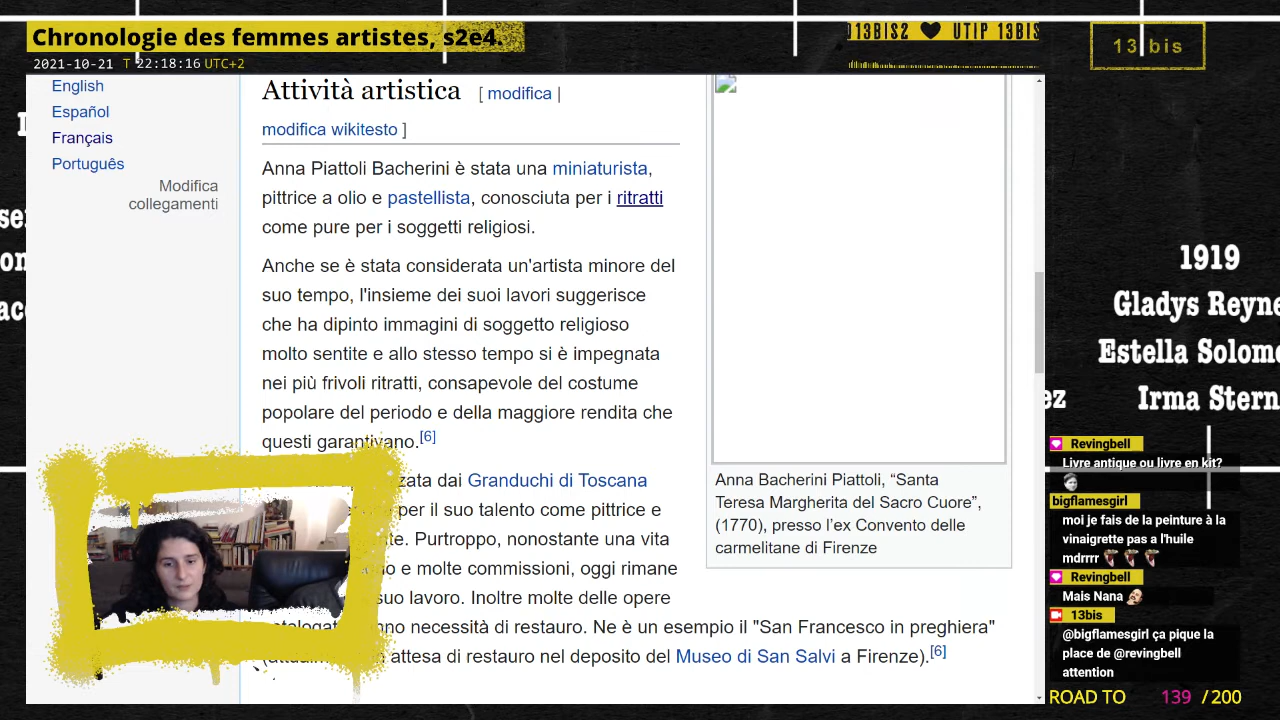 Chronologie des femmes artistes, s2e4.
2021-10-21 T 22:18:16 UTC+2
013BIS2 UTIP 13BIS
13 bis
English
Español
Français
Português
Modifica
collegamenti
Attività artistica [ modifica |
modifica wikitesto ]
Anna Piattoli Bacherini è stata una miniaturista,
pittrice a olio e pastellista, conosciuta per i ritratti
come pure per i soggetti religiosi.
Anche se è stata considerata un'artista minore del
suo tempo, l'insieme dei suoi lavori suggerisce
che ha dipinto immagini di soggetto religioso
molto sentite e allo stesso tempo si è impegnata
nei più frivoli ritratti, consapevole del costume
popolare del periodo e della maggiore rendita che
questi garantivano.[6]
zata dai Granduchi di Toscana
per il suo talento come pittrice e
te. Purtroppo, nonostante una vita
e molte commissioni, oggi rimane
suo lavoro. Inoltre molte delle opere
necessità di restauro. Ne è un esempio il "San Francesco in preghiera"
attesa di restauro nel deposito del Museo di San Salvi a Firenze).[6]
Anna Bacherini Piattoli, “Santa
Teresa Margherita del Sacro Cuore”,
(1770), presso l’ex Convento delle
carmelitane di Firenze
1919
Gladys Reyne
Estella Solome
ez Irma Stern
Revingbell
Livre antique ou livre en kit?
bigflamesgirl
moi je fais de la peinture à la
vinaigrette pas a l'huile
mdrrr
Revingbell
Mais Nana
13bis
@bigflamesgirl ça pique la
place de @revingbell
attention
ROAD TO 139 / 200